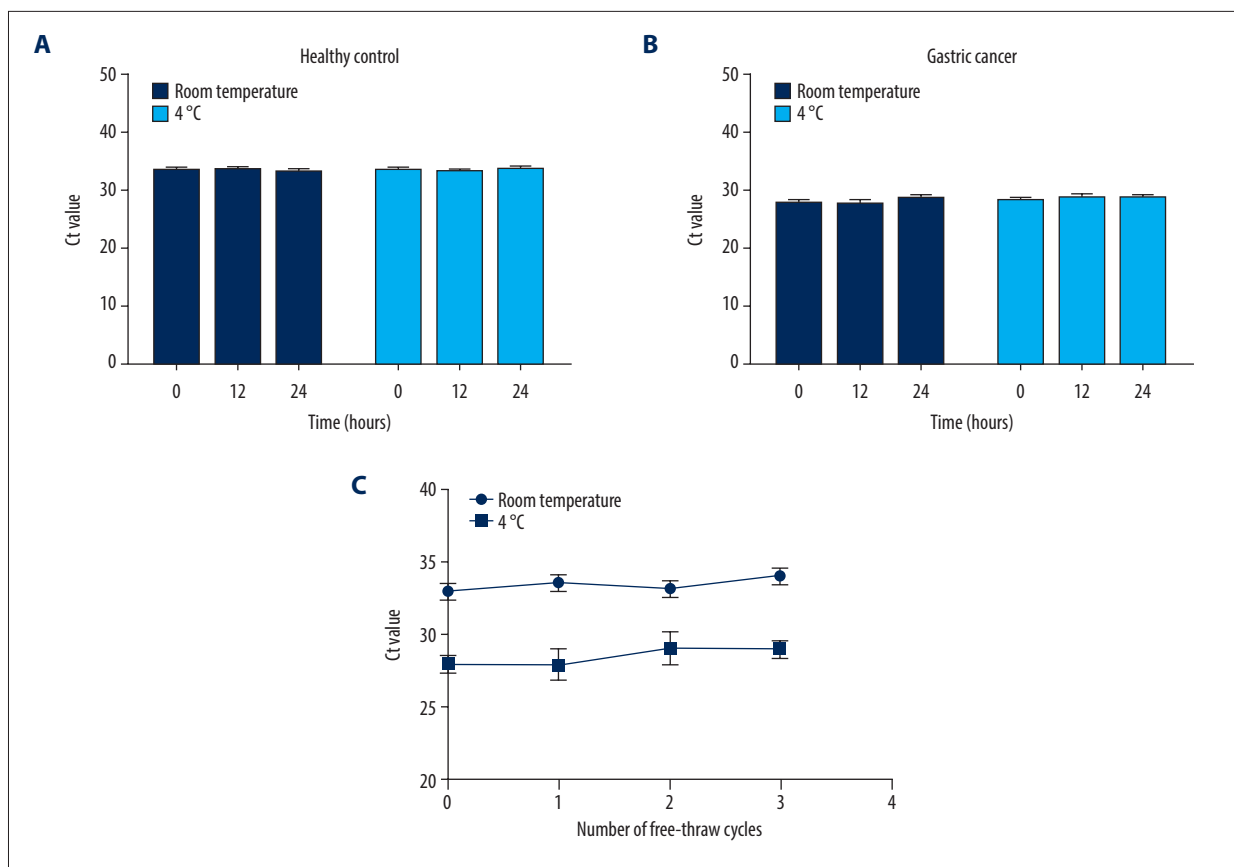 A
Healthy control
50
40
30
20
10
0
Ct value
Room temperature
4 °C
0 12 24 0 12 24
Time (hours)
B
Gastric cancer
50
40
30
20
10
0
Ct value
Room temperature
4 °C
0 12 24 0 12 24
Time (hours)
C
40
35
30
25
20
Ct value
Room temperature
4 °C
0 1 2 3 4
Number of free-thraw cycles